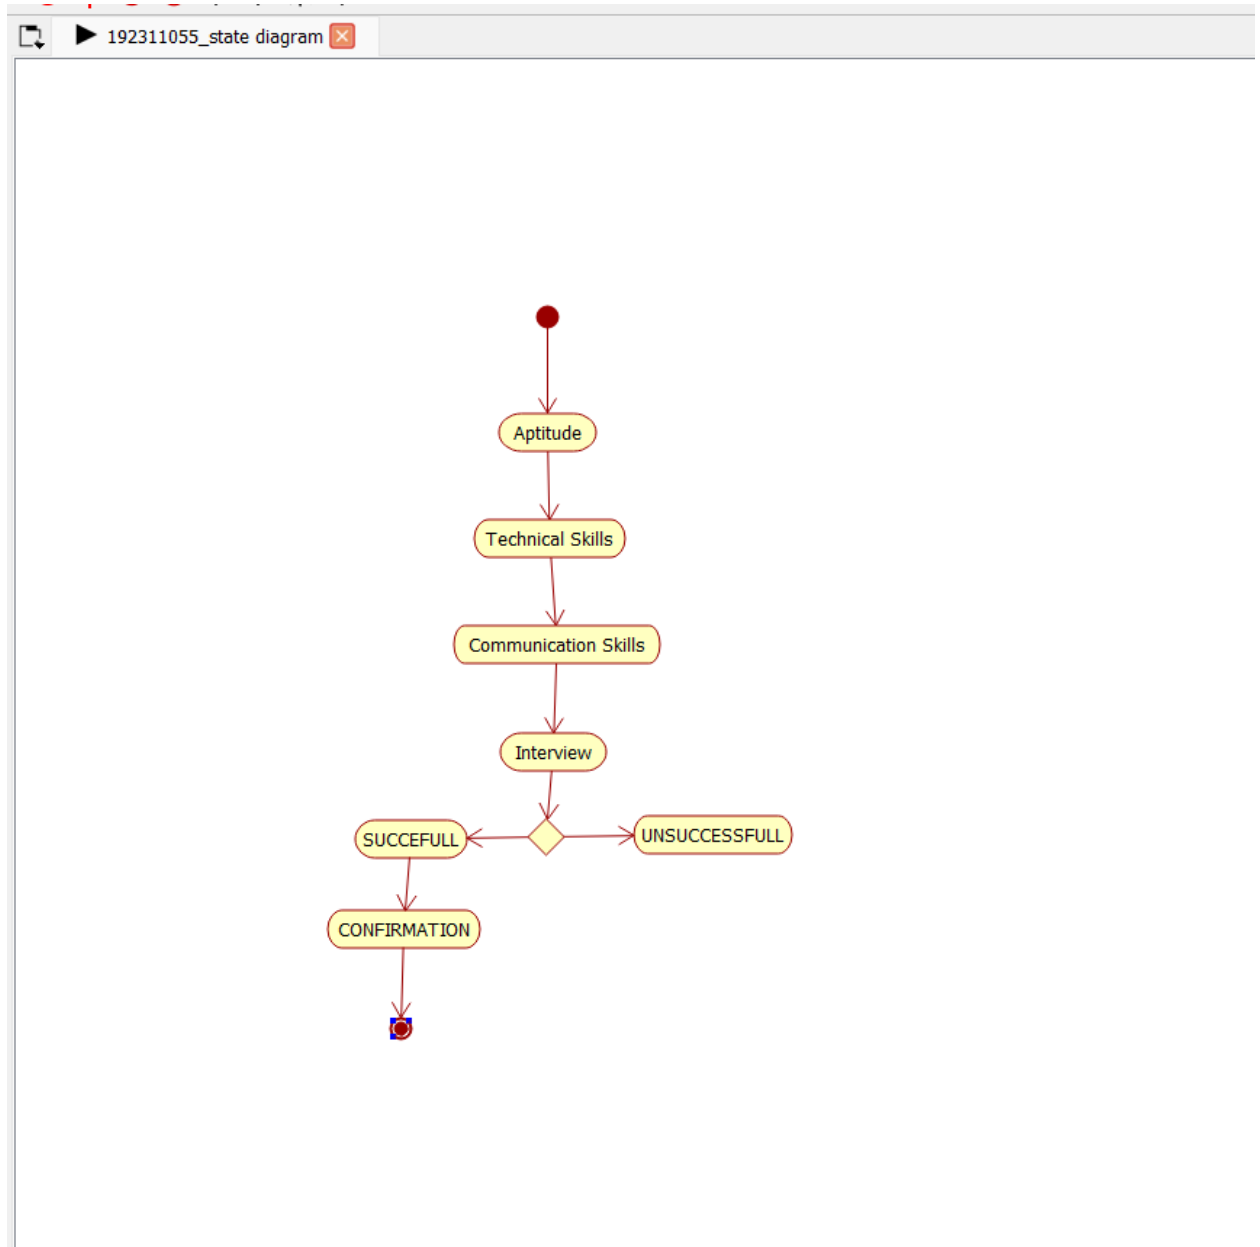 192311055_state diagram
Aptitude
Technical Skills
Communication Skills
Interview
SUCCEFULL
UNSUCCESSFULL
CONFIRMATION